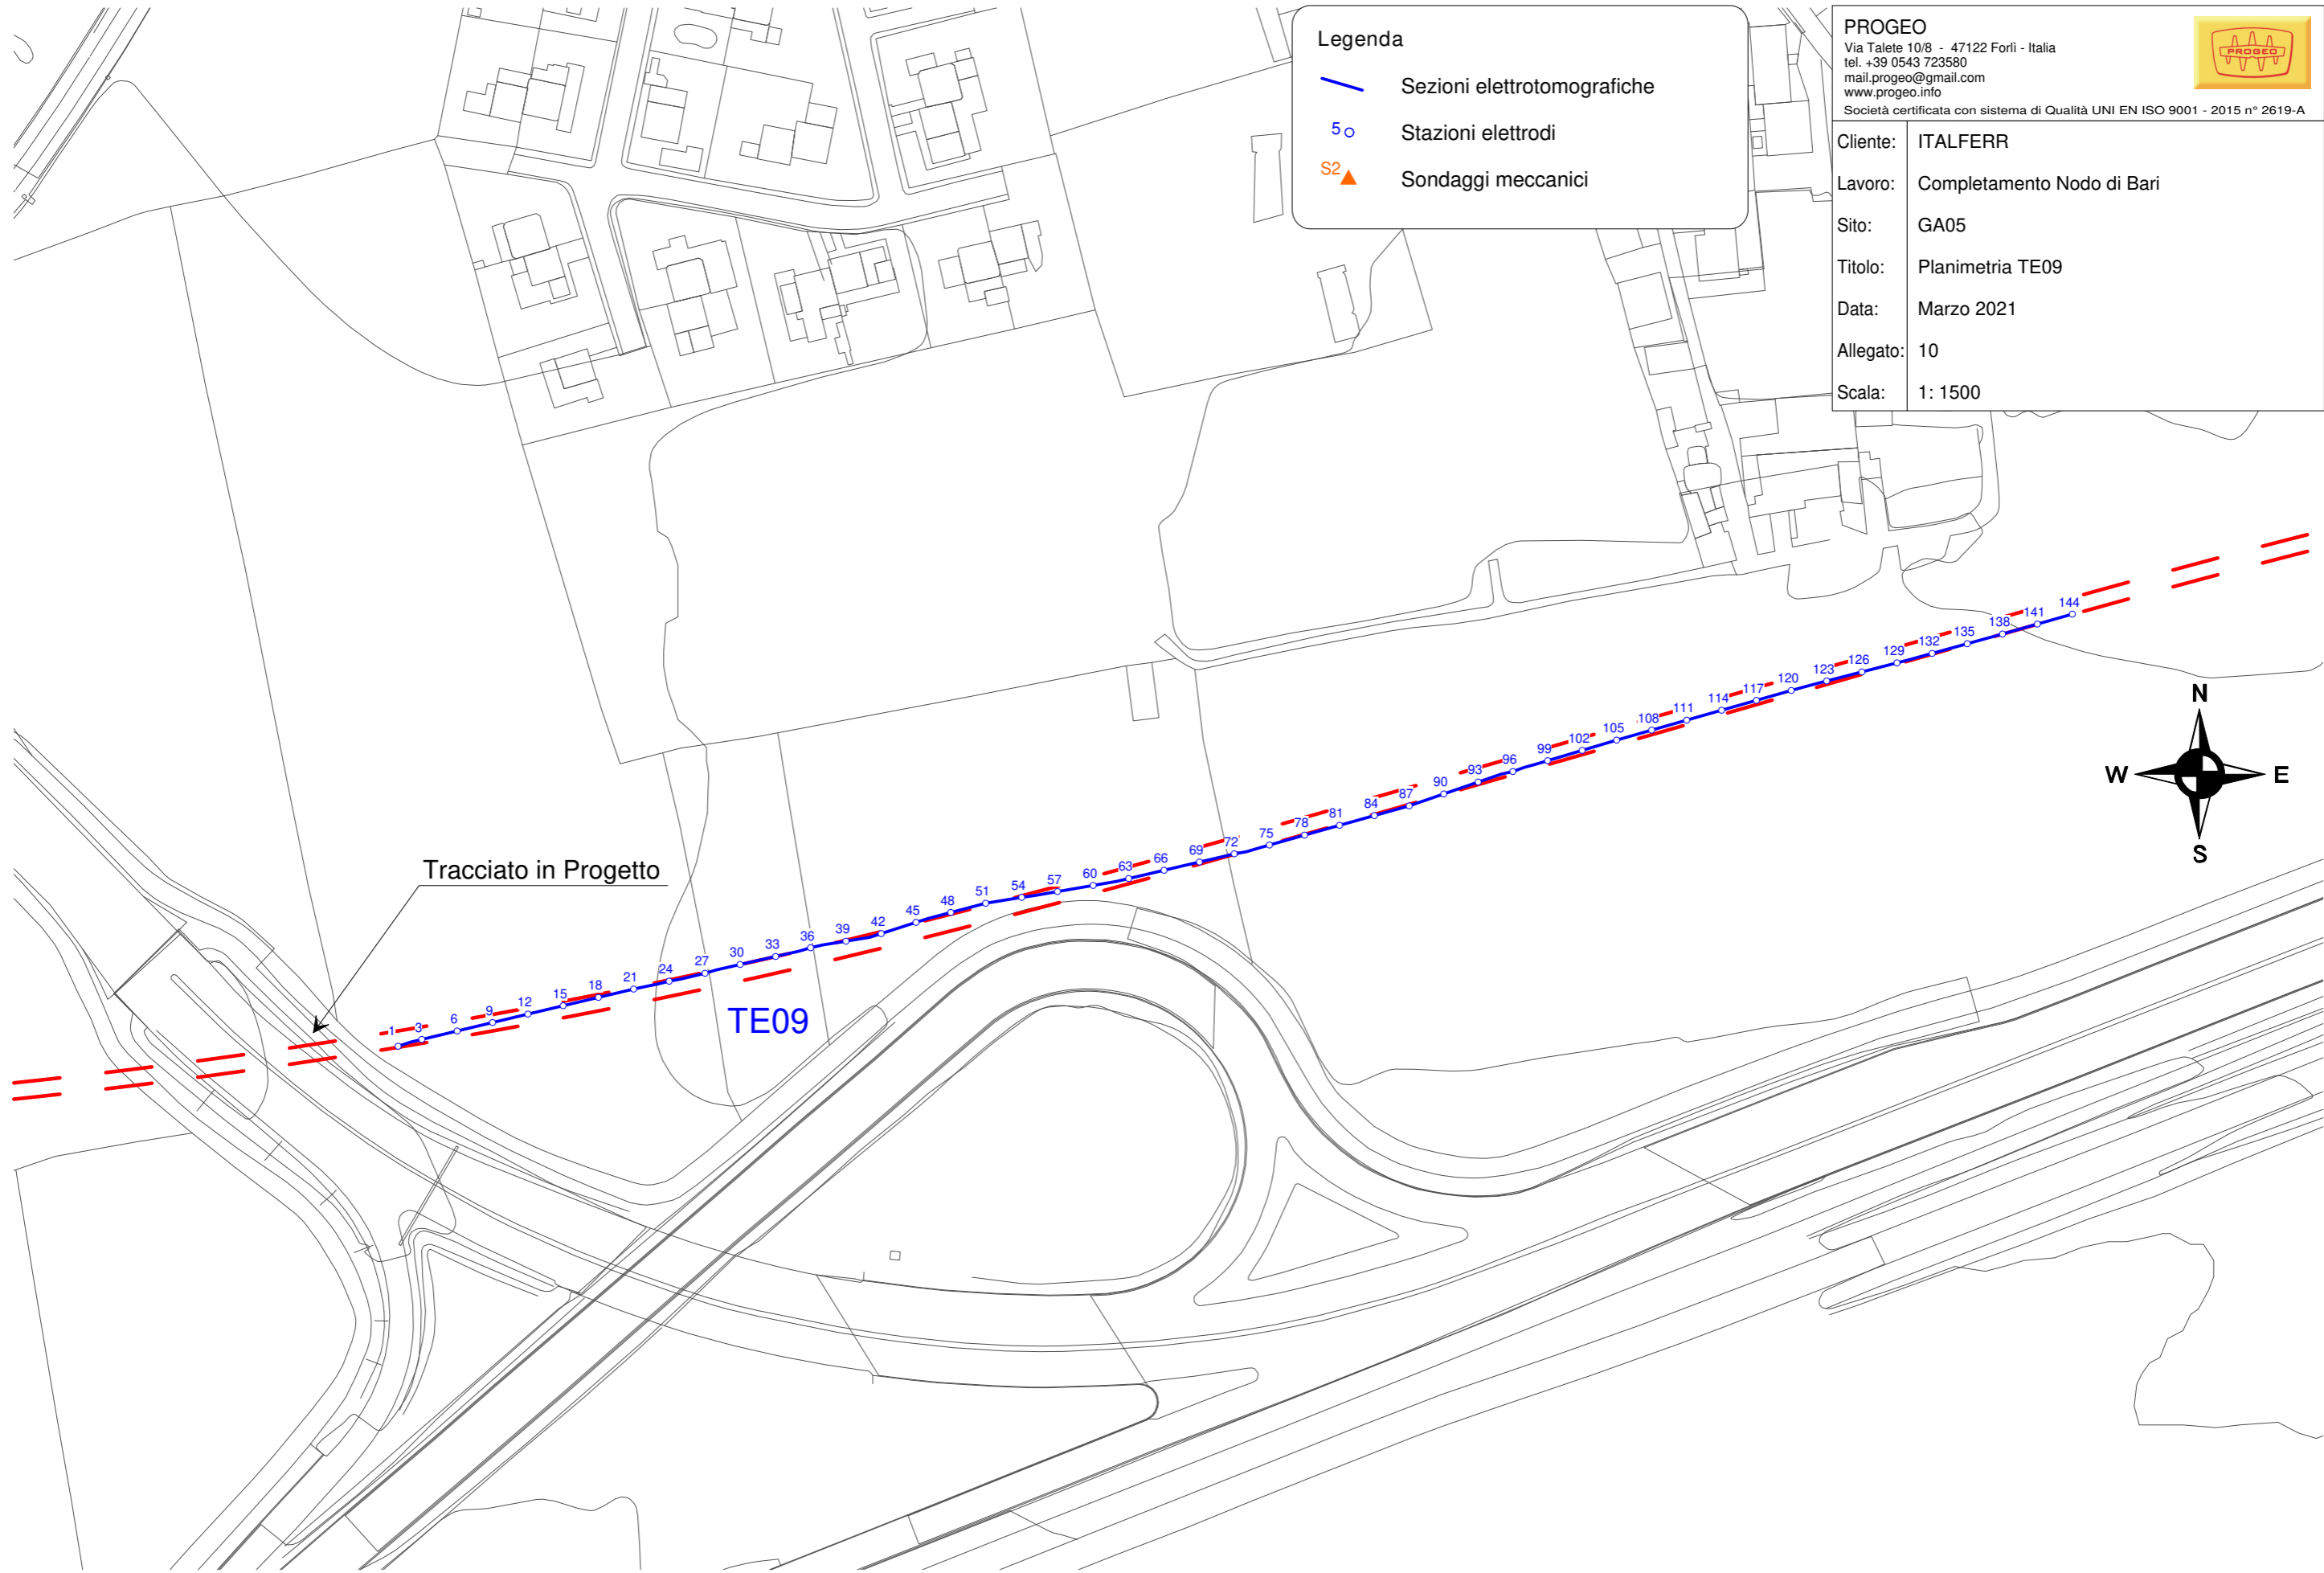 Legenda
Sezioni elettrotomografiche
5
Stazioni elettrodi
S2
Sondaggi meccanici
PROGEO
Via Talete 10/8 - 47122 Forlì - Italia
tel. +39 0543 723580
mail.progeo@gmail.com
www.progeo.info
PROGEO
Società certificata con sistema di Qualità UNI EN ISO 9001 - 2015 n° 2619-A
Cliente: ITALFERR
Lavoro: Completamento Nodo di Bari
Sito: GA05
Titolo: Planimetria TE09
Data: Marzo 2021
Allegato: 10
Scala: 1: 1500
N
W E
S
Tracciato in Progetto
TE09
1 3 6 9 12 15 18 21 24 27 30 33 36 39 42 45 48 51 54 57 60 63 66 69 72 75 78 81 84 87 90 93 96 99 102 105 108 111 114 117 120 123 126 129 132 135 138 141 144